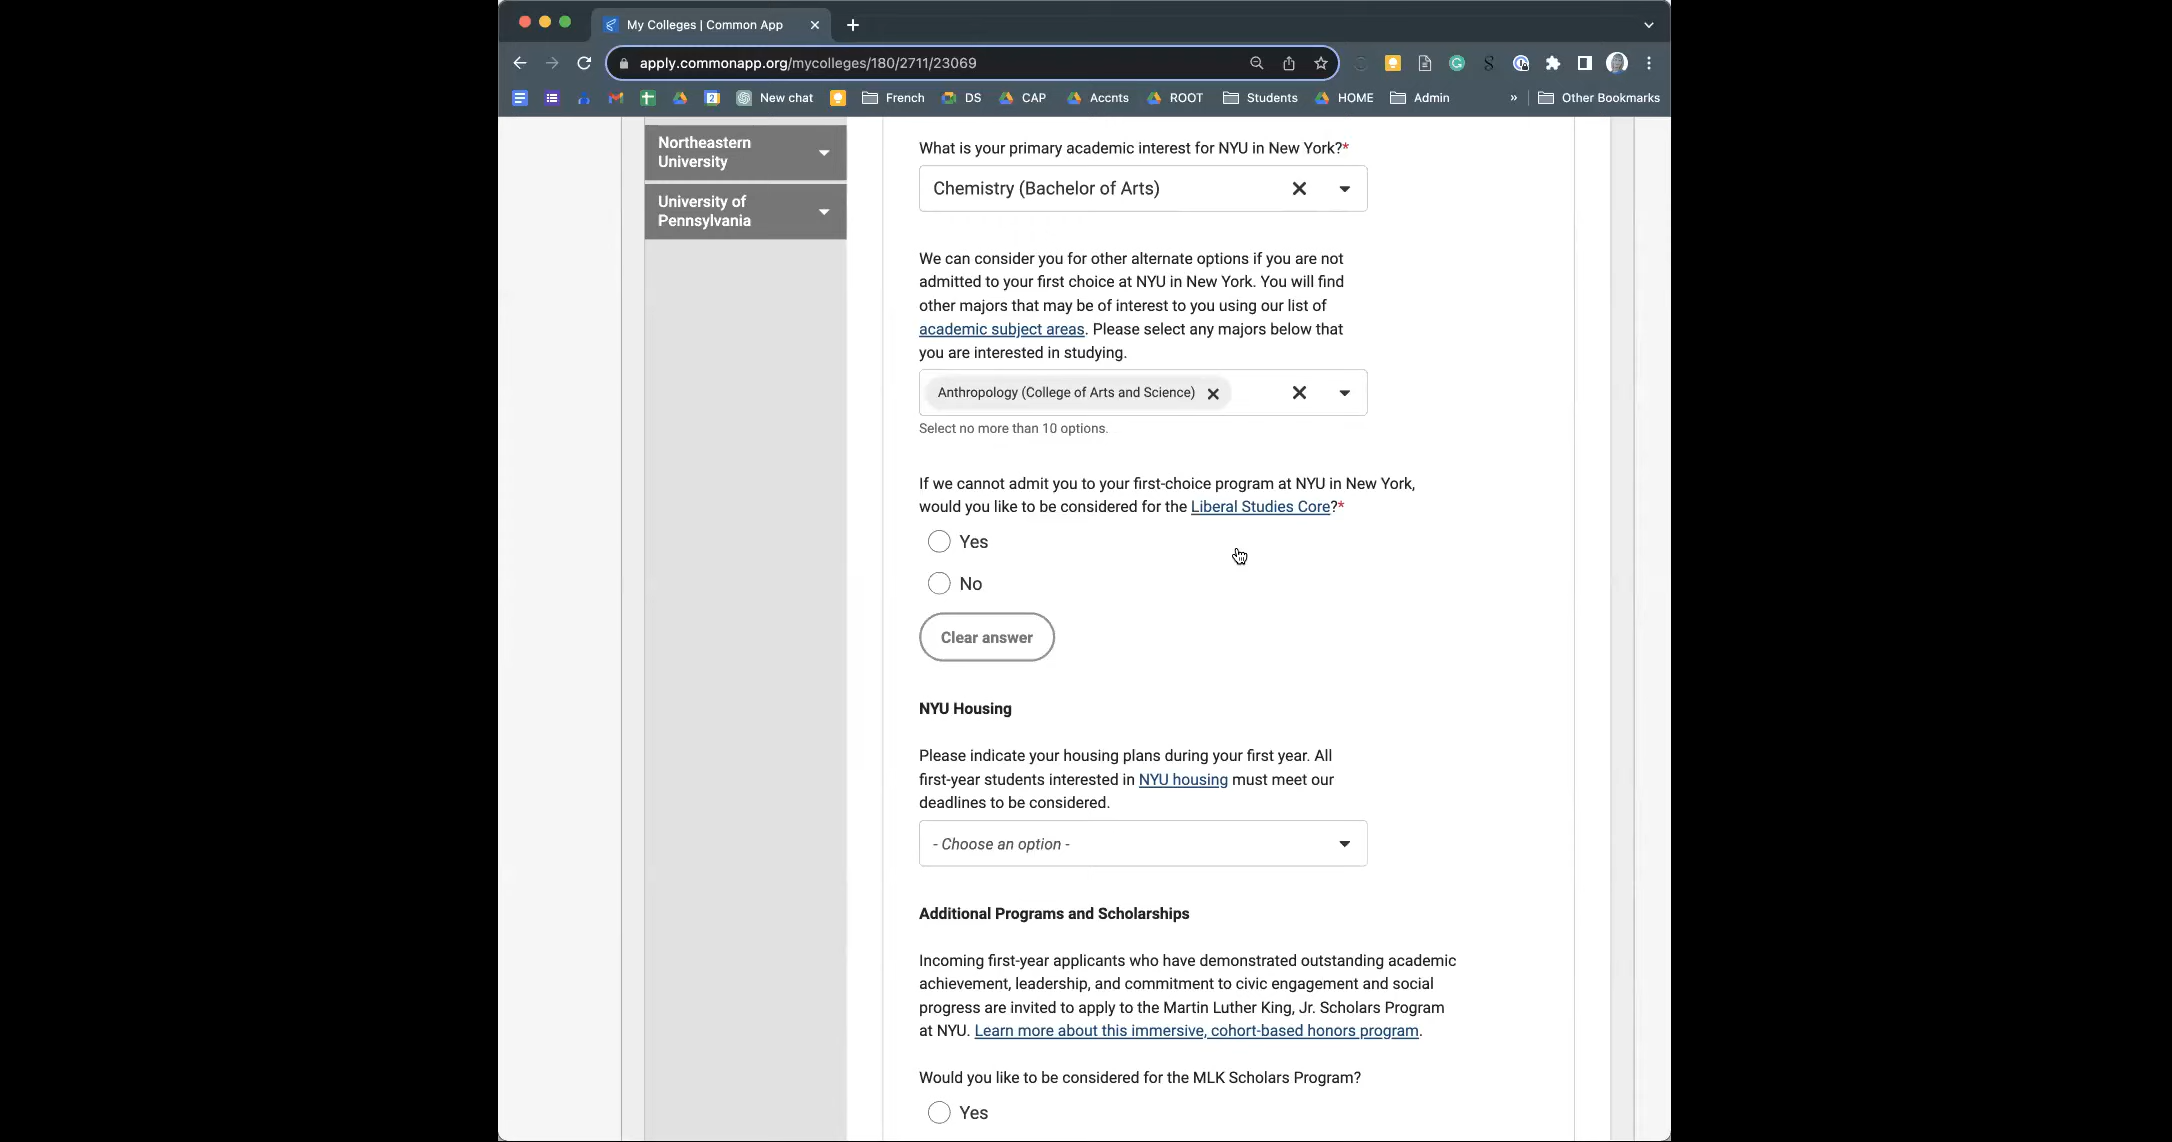 My Colleges | Common App
apply.commonapp.org/mycolleges/180/2711/23069
New chat
French
DS
CAP
Accnts
ROOT
Students
HOME
Admin
»
Other Bookmarks
Northeastern
University
University of
Pennsylvania
What is your primary academic interest for NYU in New York?*
Chemistry (Bachelor of Arts)
We can consider you for other alternate options if you are not
admitted to your first choice at NYU in New York. You will find
other majors that may be of interest to you using our list of
academic subject areas. Please select any majors below that
you are interested in studying.
Anthropology (College of Arts and Science)
Select no more than 10 options.
If we cannot admit you to your first-choice program at NYU in New York,
would you like to be considered for the Liberal Studies Core?*
Yes
No
Clear answer
NYU Housing
Please indicate your housing plans during your first year. All
first-year students interested in NYU housing must meet our
deadlines to be considered.
- Choose an option -
Additional Programs and Scholarships
Incoming first-year applicants who have demonstrated outstanding academic
achievement, leadership, and commitment to civic engagement and social
progress are invited to apply to the Martin Luther King, Jr. Scholars Program
at NYU. Learn more about this immersive, cohort-based honors program.
Would you like to be considered for the MLK Scholars Program?
Yes